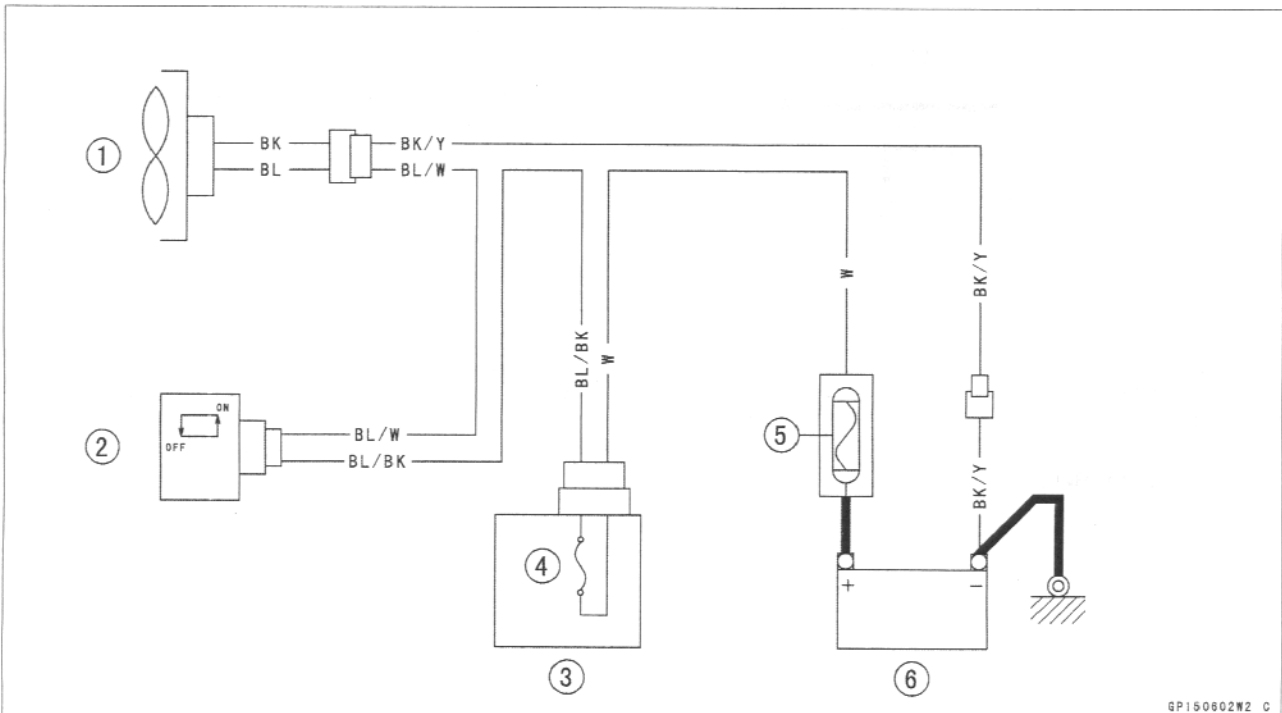 ①
BK
BK/Y
BL
BL/W
W
BK/Y
BL/BK
W
②
ON
OFF
BL/W
BL/BK
⑤
BK/Y
④
+
−
③
⑥
GP150602W2 C